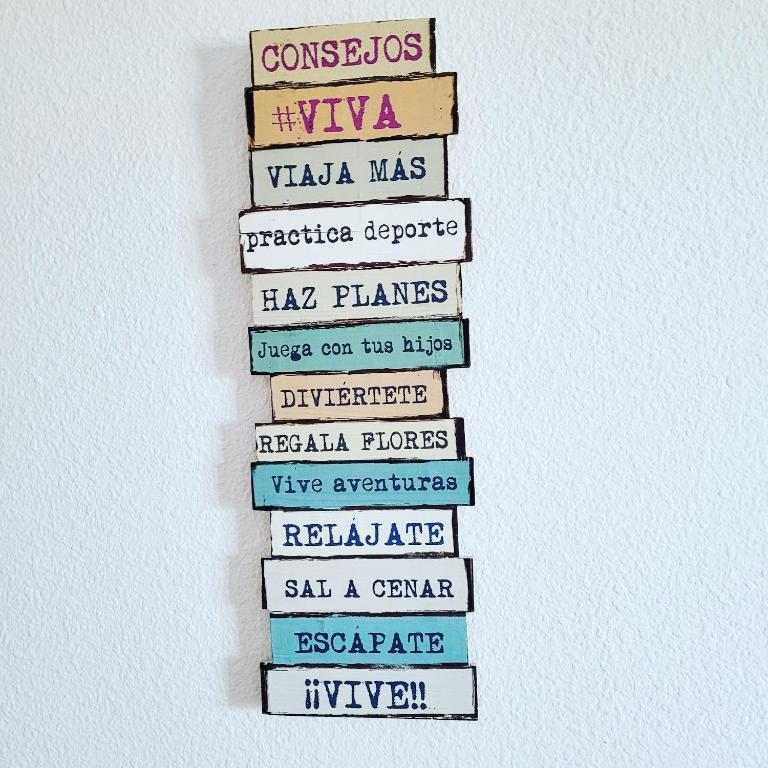 CONSEJOS
#VIVA
VIAJA MÁS
practica deporte
HAZ PLANES
Juega con tus hijos
DIVIÉRTETE
REGALA FLORES
Vive aventuras
RELÁJATE
SAL A CENAR
ESCÁPATE
¡¡VIVE!!